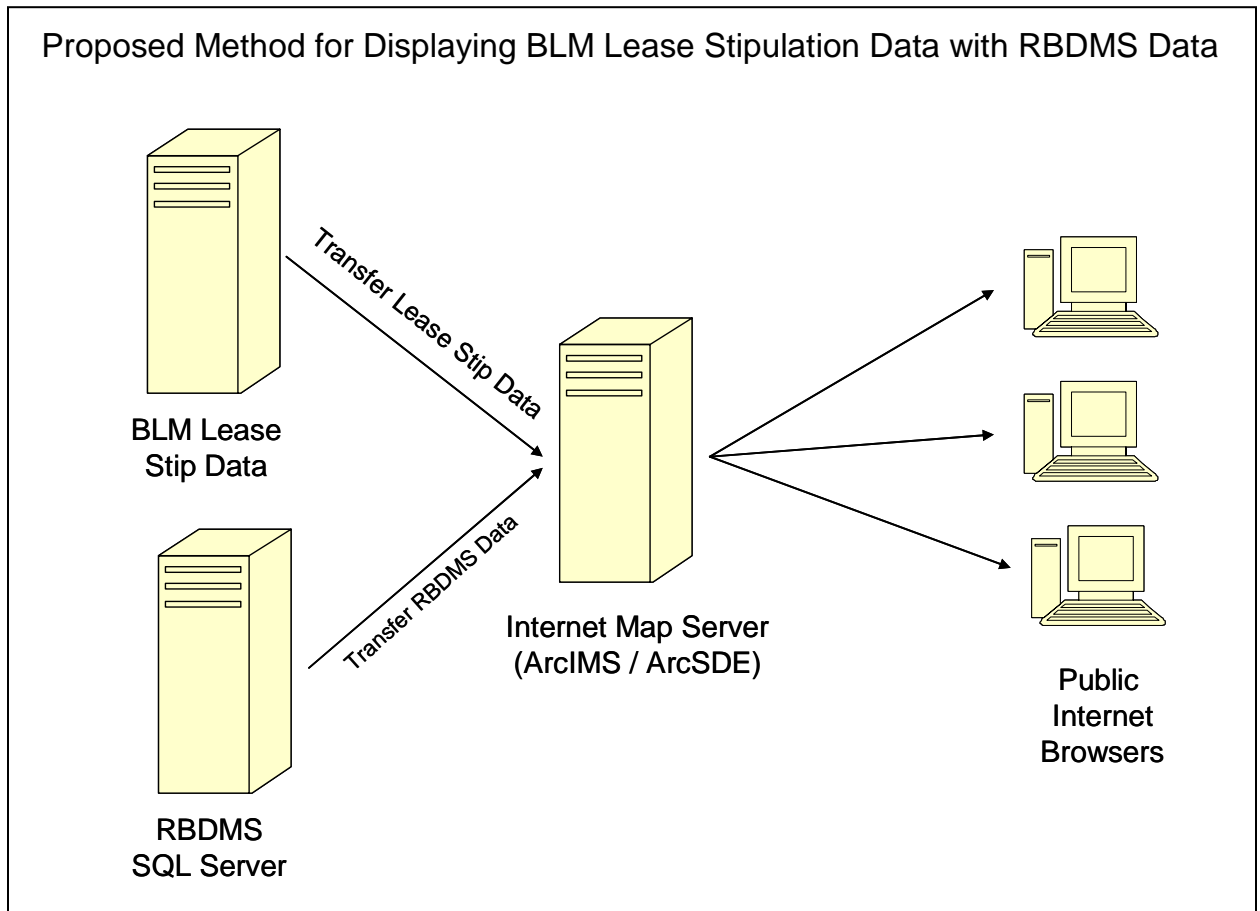 Proposed Method for Displaying BLM Lease Stipulation Data with RBDMS Data
Transfer Lease Stip Data
BLM Lease
Stip Data
Transfer RBDMS Data
RBDMS
SQL Server
Internet Map Server
(ArcIMS / ArcSDE)
Public
Internet
Browsers